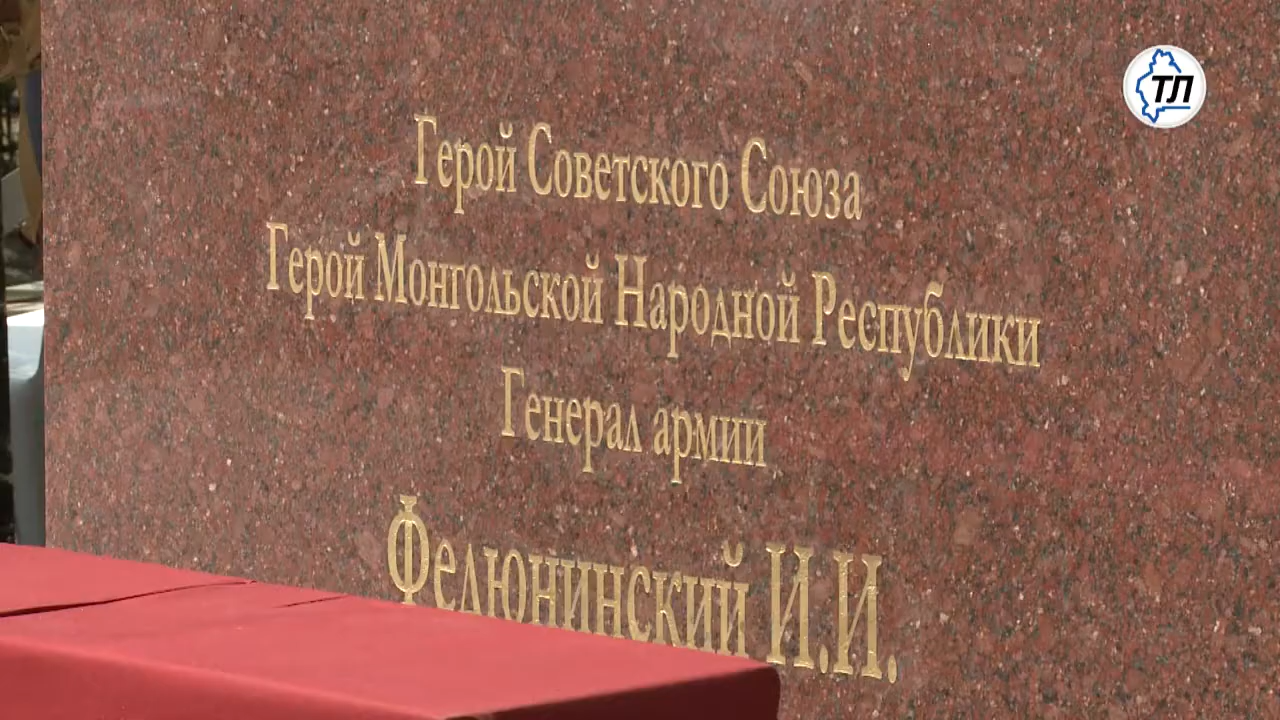 ТЛ
Герой Советского Союза
Герой Монгольской Народной Республики
Генерал армии
Федюнинский И.И.